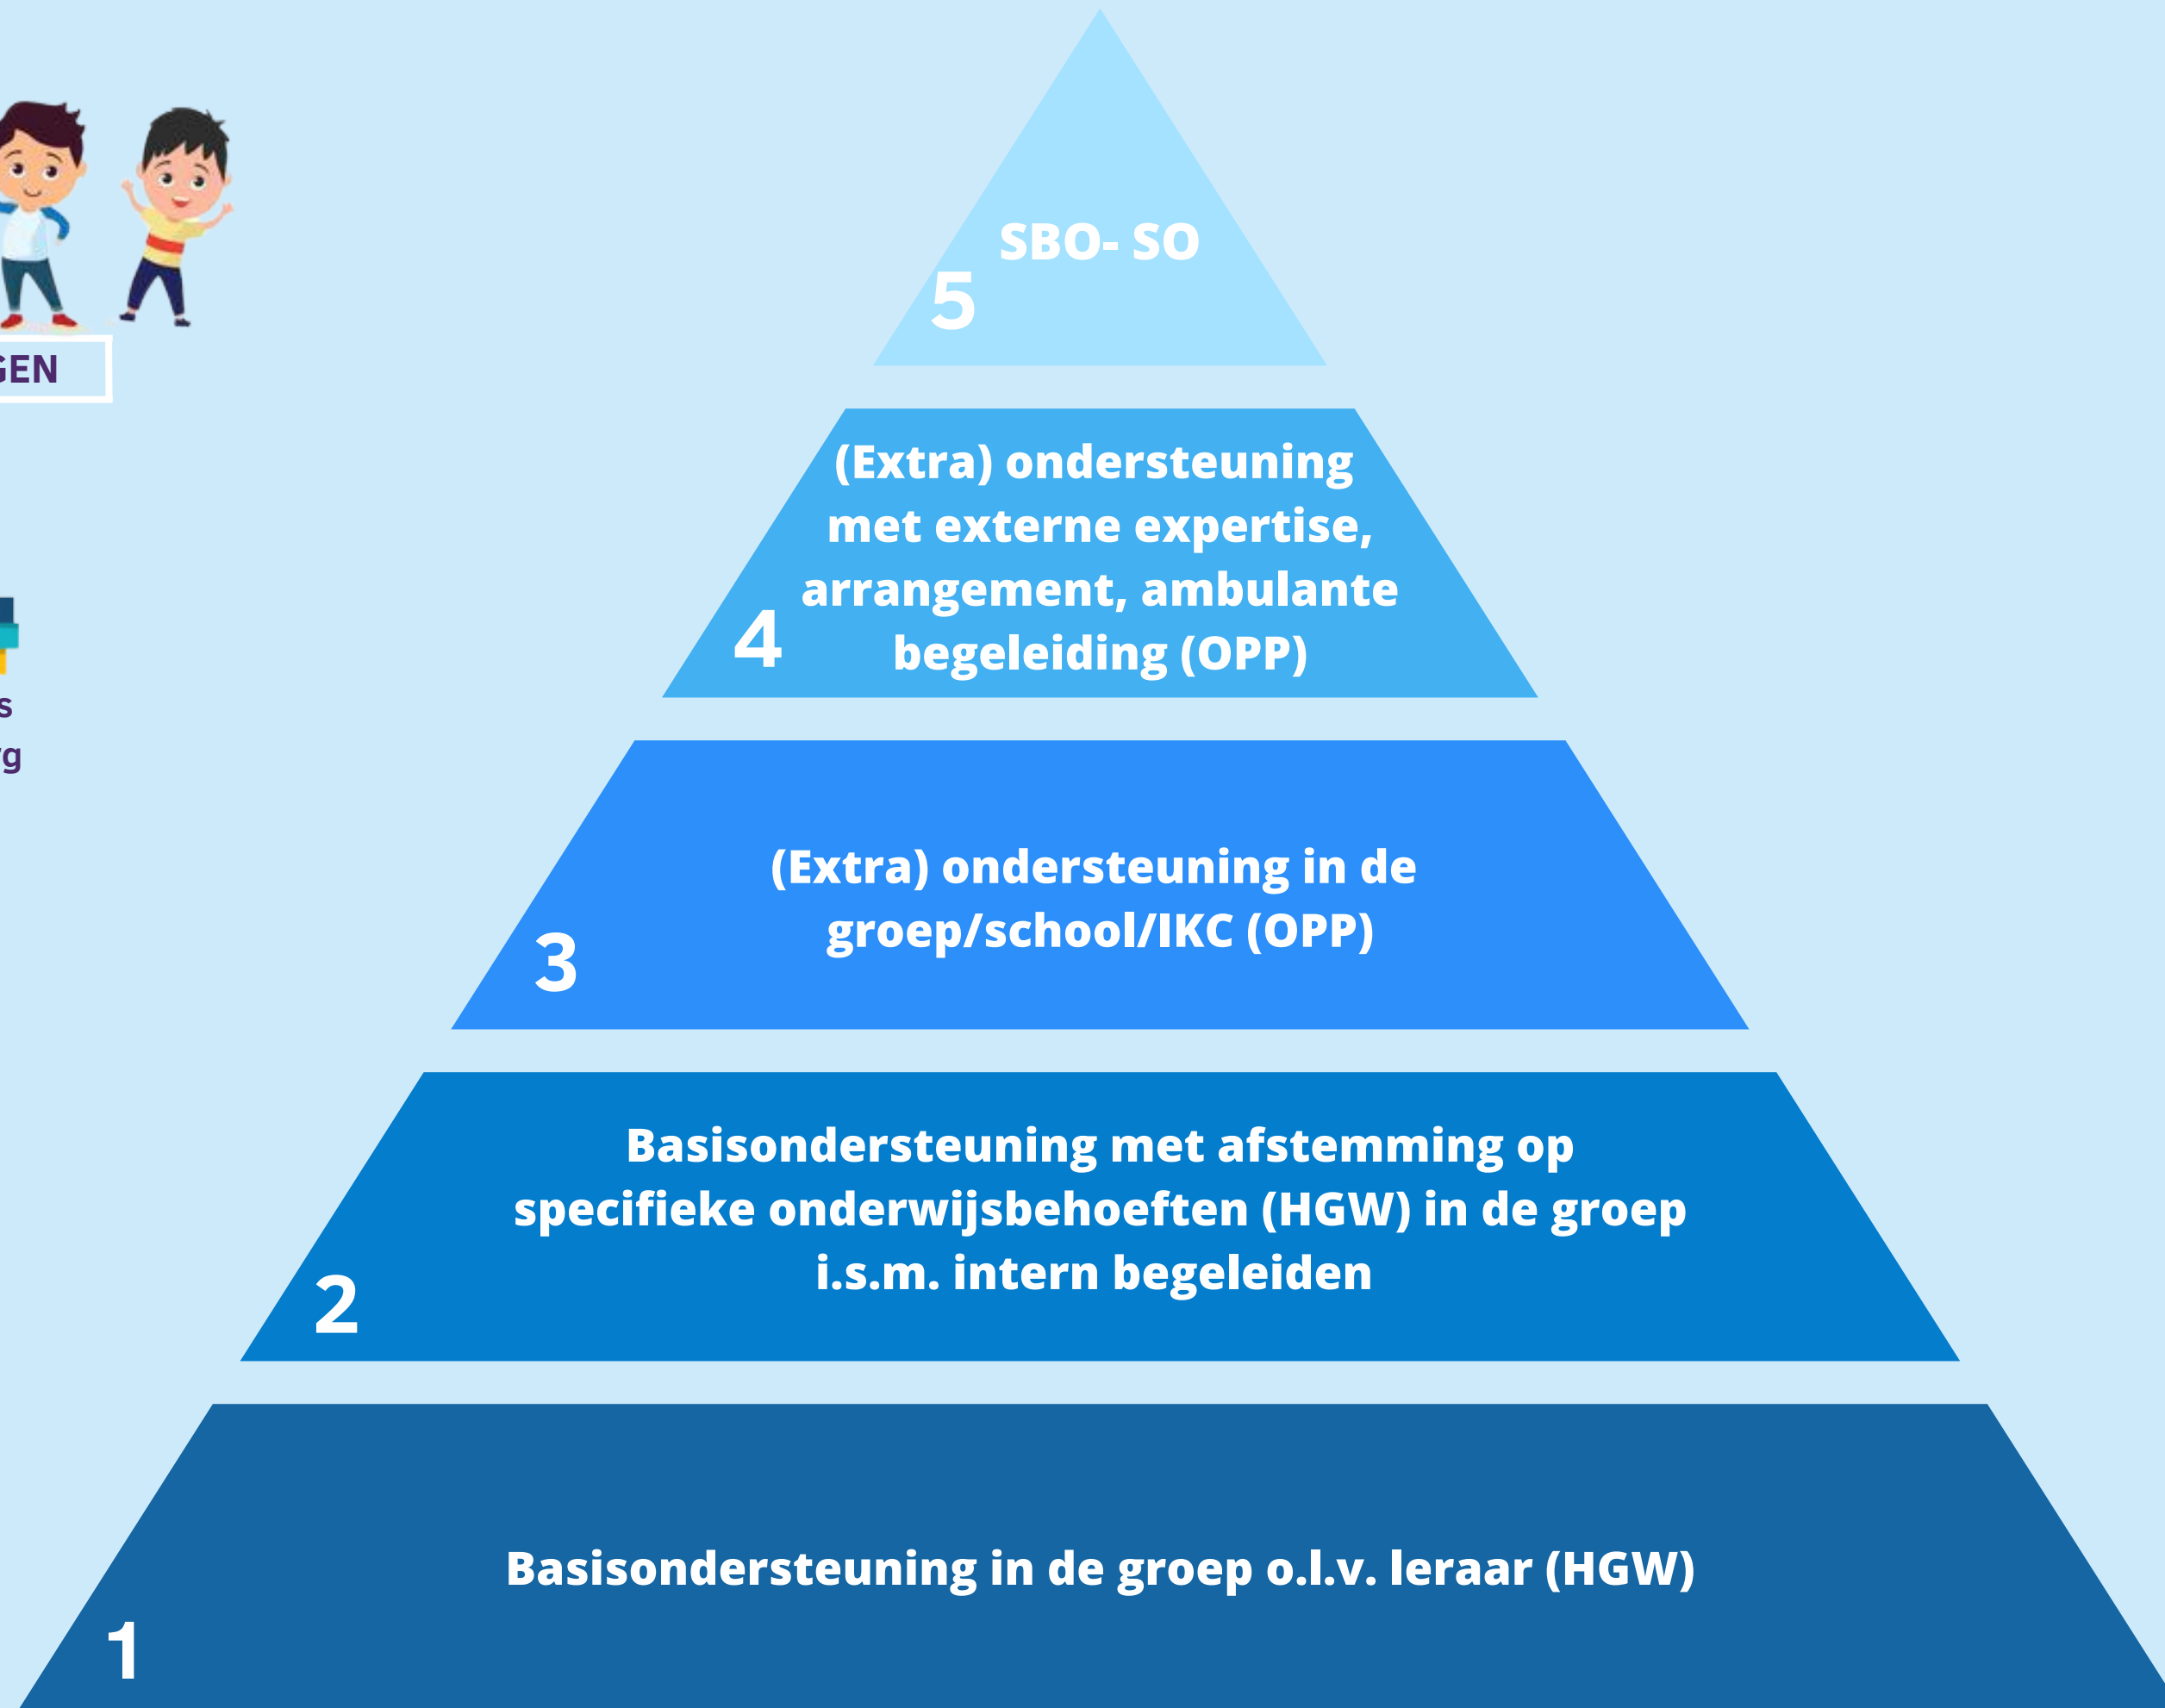 SBO- SO
5
GEN
(Extra) ondersteuning
met externe expertise,
arrangement, ambulante
begeleiding (OPP)
4
(Extra) ondersteuning in de
groep/school/IKC (OPP)
3
Basisondersteuning met afstemming op
specifieke onderwijsbehoeften (HGW) in de groep
i.s.m. intern begeleiden
2
Basisondersteuning in de groep o.l.v. leraar (HGW)
1